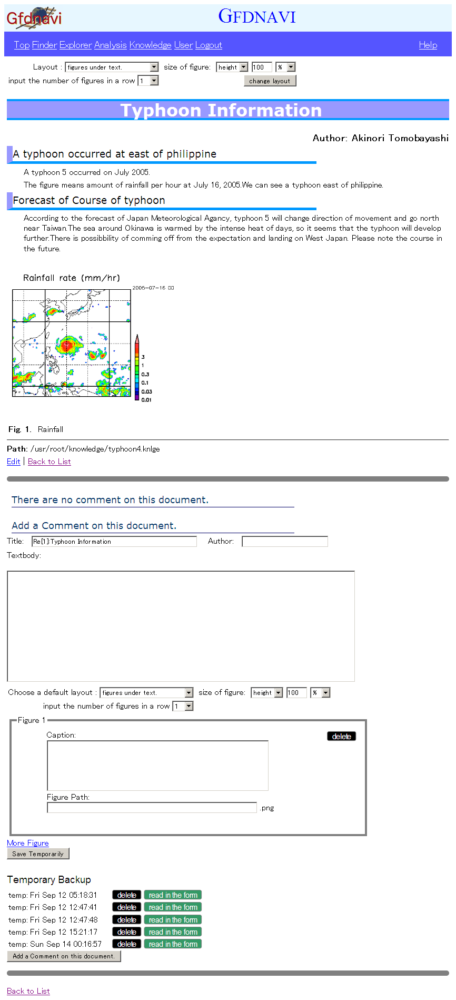 Gfdnavi
GFDNAVI
Top Finder Explorer Analysis Knowledge User Logout Help
Layout : figures under text. size of figure: height 100 %
input the number of figures in a row 1 change layout
Typhoon Information
Author: Akinori Tomobayashi
A typhoon occurred at east of philippine
A typhoon 5 occurred on July 2005.
The figure means amount of rainfall per hour at July 16, 2005.We can see a typhoon east of philippine.
Forecast of Course of typhoon
According to the forecast of Japan Meteorological Agancy, typhoon 5 will change direction of movement and go north
near Taiwan.The sea around Okinawa is warmed by the intense heat of days, so it seems that the typhoon will develop
further.There is possibbility of comming off from the expectation and landing on West Japan. Please note the course in
the future.
Rainfall rate (mm/hr)
2005-07-16 00
3
1
0.3
0.1
0.03
0.01
Fig. 1. Rainfall
Path: /usr/root/knowledge/typhoon4.knlge
Edit | Back to List
There are no comment on this document.
Add a Comment on this document.
Title: Re[1]:Typhoon Information Author:
Textbody:
Choose a default layout : figures under text. size of figure: height 100 %
input the number of figures in a row 1
Figure 1
Caption: delete
Figure Path:
.png
More Figure
Save Temporarily
Temporary Backup
temp: Fri Sep 12 05:18:31 delete read in the form
temp: Fri Sep 12 12:47:41 delete read in the form
temp: Fri Sep 12 12:47:48 delete read in the form
temp: Fri Sep 12 15:21:17 delete read in the form
temp: Sun Sep 14 00:16:57 delete read in the form
Add a Comment on this document.
Back to List